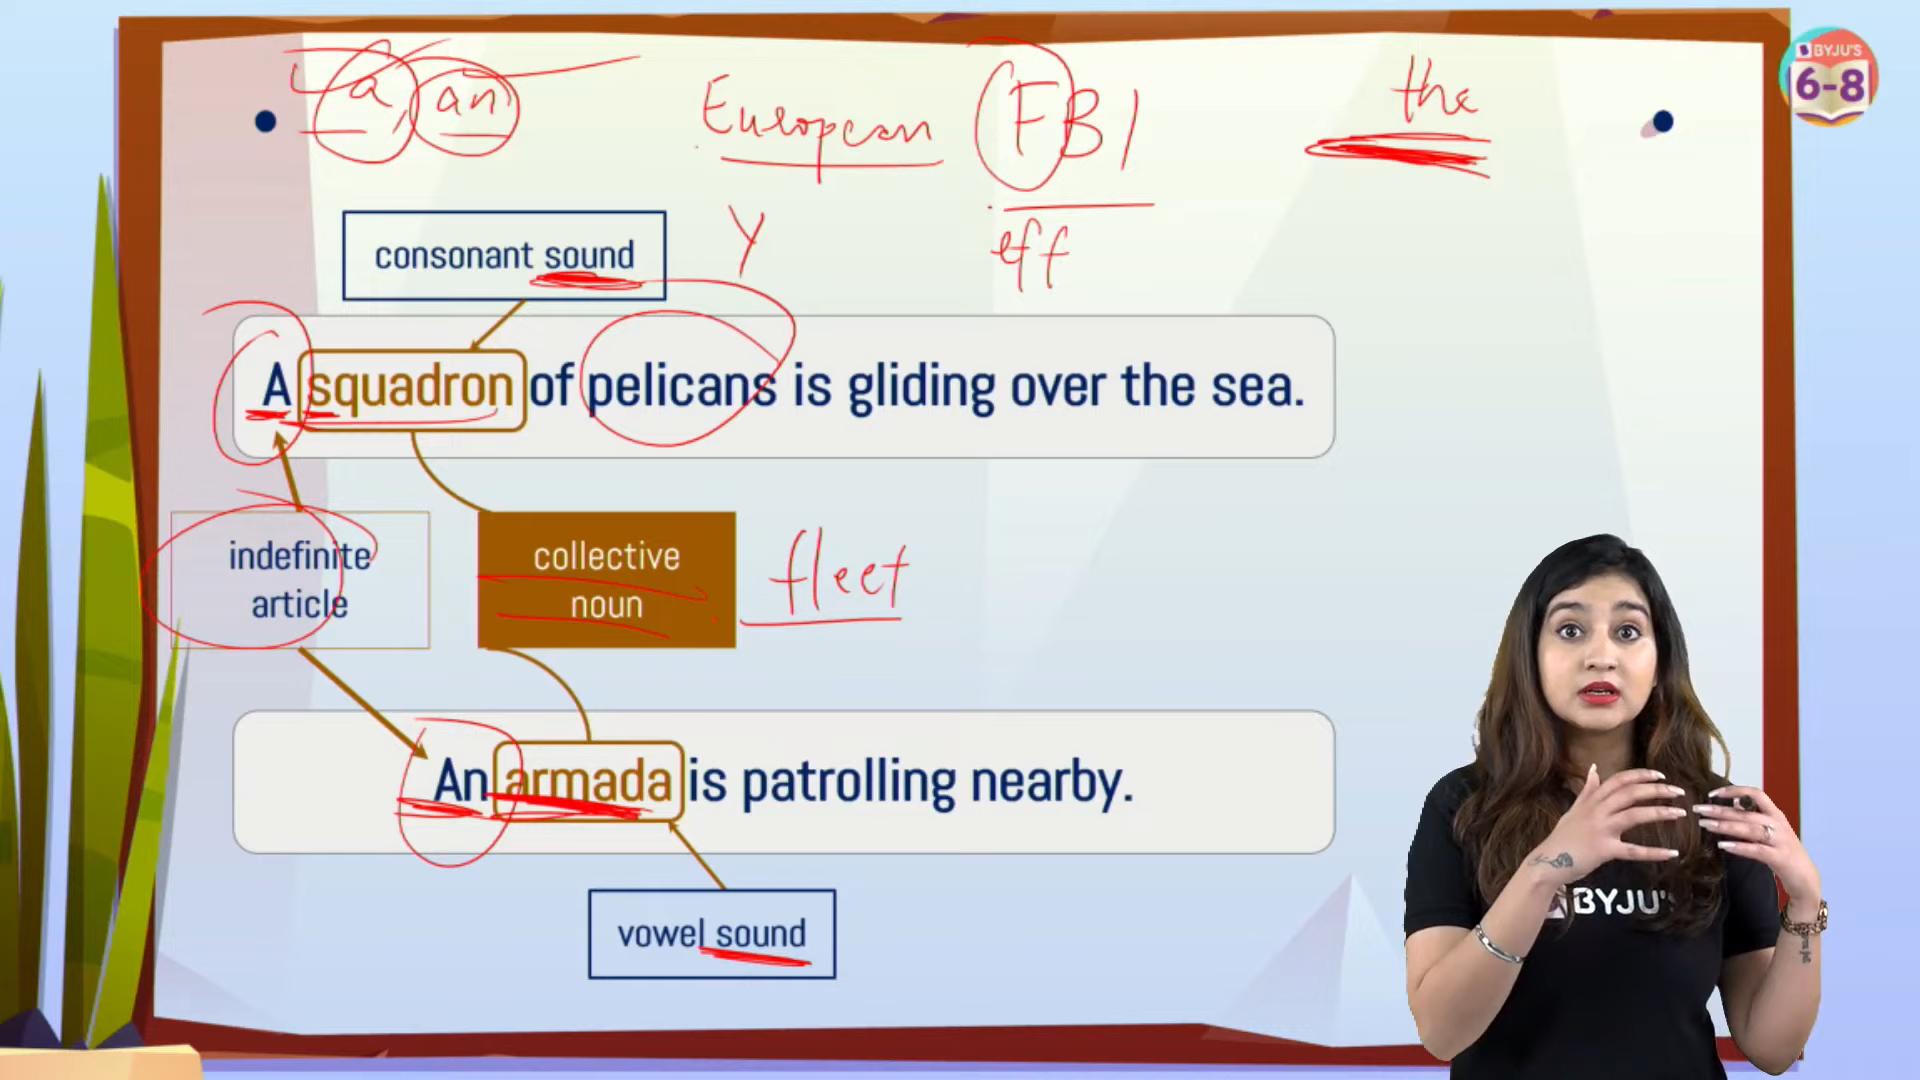 a, an
European
FBI
the
BYJU'S
6-8
consonant sound
Y
eff
A squadron of pelicans is gliding over the sea.
indefinite
article
collective
noun
fleet
An armada is patrolling nearby.
vowel sound
BYJU'S